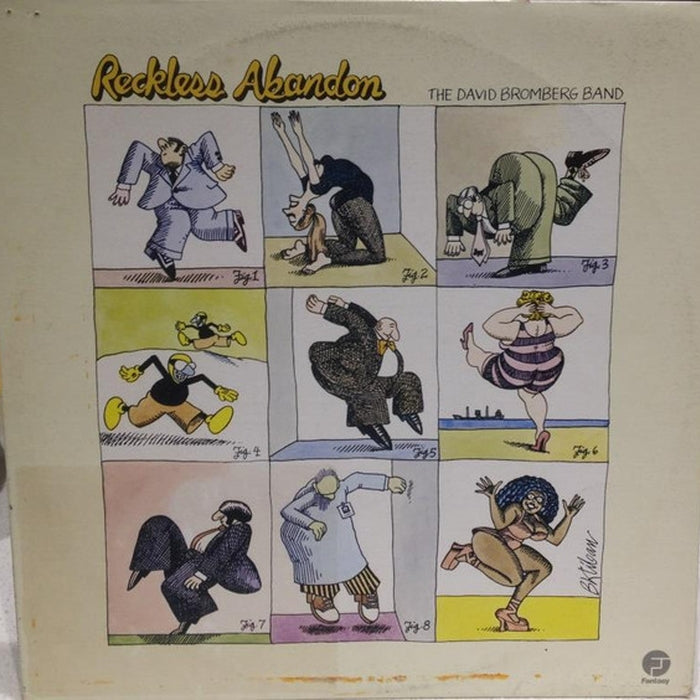 Reckless Abandon
THE DAVID BROMBERG BAND
Fig. 1
Fig. 2
Fig. 3
Fig. 4
Fig 5
Fig. 6
Fig. 7
Fig. 8
BKliban
Fantasy